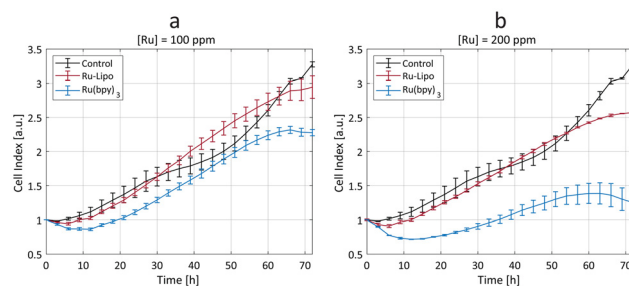 a
[Ru] = 100 ppm
3.5
3
2.5
2
1.5
1
0.5
Cell Index [a.u.]
Control
Ru-Lipo
Ru(bpy)3
0 10 20 30 40 50 60 70
Time [h]
b
[Ru] = 200 ppm
3.5
3
2.5
2
1.5
1
0.5
Cell Index [a.u.]
Control
Ru-Lipo
Ru(bpy)3
0 10 20 30 40 50 60 70
Time [h]